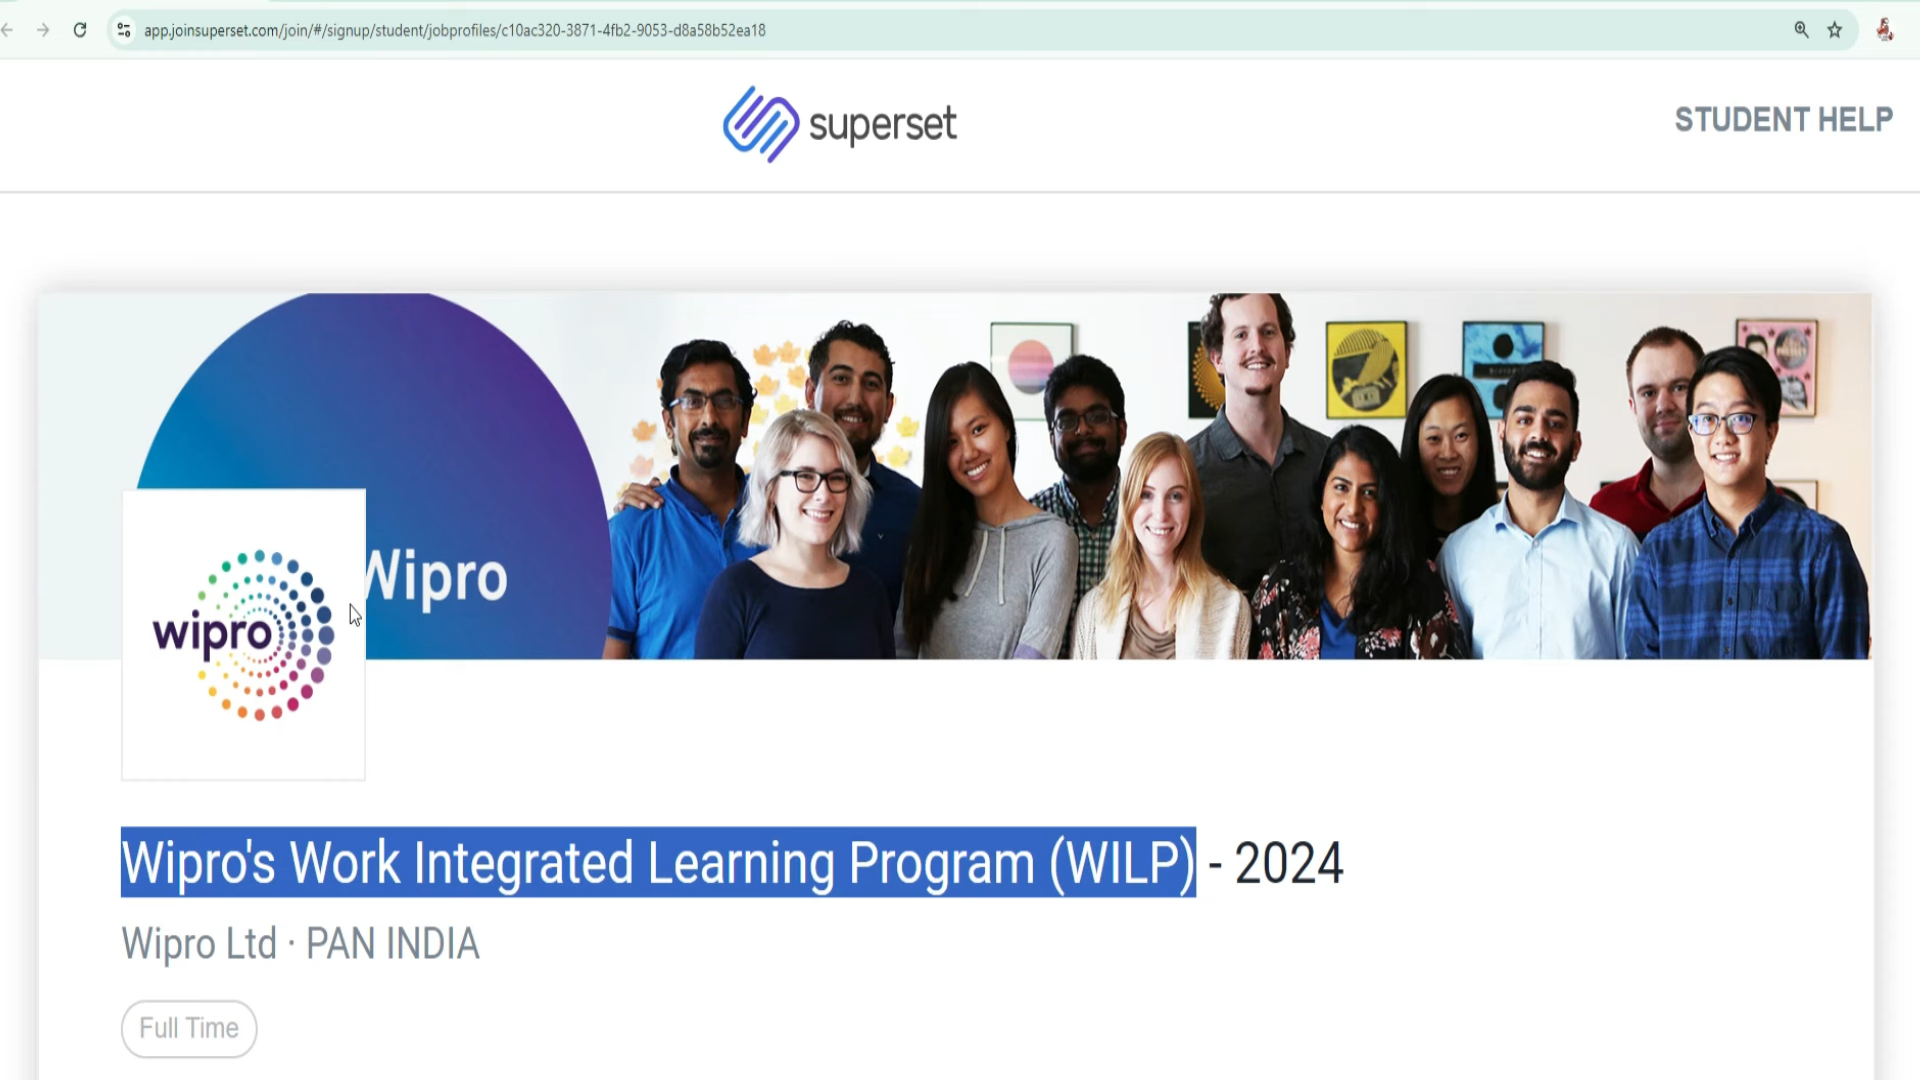 app.joinsuperset.com/join/#/signup/student/jobprofiles/c10ac320-3871-4fb2-9053-d8a58b52ea18
superset
STUDENT HELP
Wipro
wipro
Wipro's Work Integrated Learning Program (WILP) - 2024
Wipro Ltd · PAN INDIA
Full Time